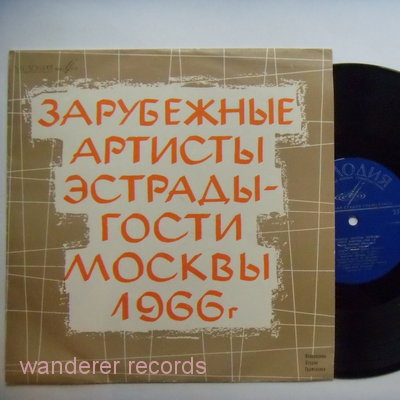 ЗАРУБЕЖНЫЕ
АРТИСТЫ
ЭСТРАДЫ-
ГОСТИ
МОСКВЫ
1966г
wanderer records